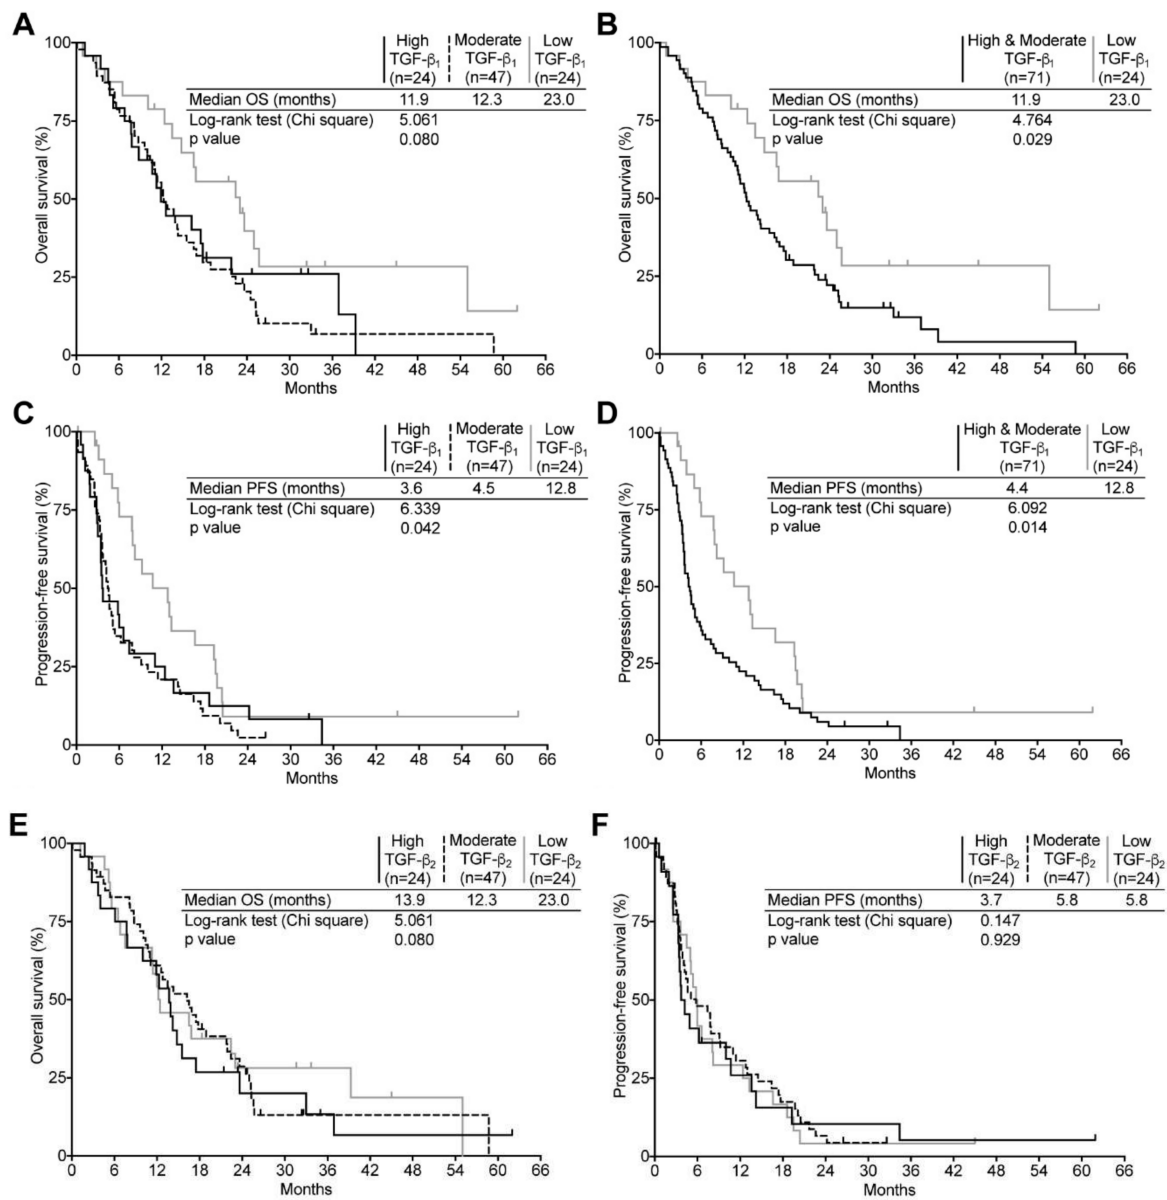 A
High Moderate Low
TGF-β1 TGF-β1 TGF-β1
(n=24) (n=47) (n=24)
Median OS (months) 11.9 12.3 23.0
Log-rank test (Chi square) 5.061
p value 0.080
Overall survival (%)
100
75
50
25
0
0 6 12 18 24 30 36 42 48 54 60 66
Months
B
High & Moderate Low
TGF-β1 TGF-β1
(n=71) (n=24)
Median OS (months) 11.9 23.0
Log-rank test (Chi square) 4.764
p value 0.029
Overall survival (%)
100
75
50
25
0
0 6 12 18 24 30 36 42 48 54 60 66
Months
C
High Moderate Low
TGF-β1 TGF-β1 TGF-β1
(n=24) (n=47) (n=24)
Median PFS (months) 3.6 4.5 12.8
Log-rank test (Chi square) 6.339
p value 0.042
Progression-free survival (%)
100
75
50
25
0
0 6 12 18 24 30 36 42 48 54 60 66
Months
D
High & Moderate Low
TGF-β1 TGF-β1
(n=71) (n=24)
Median PFS (months) 4.4 12.8
Log-rank test (Chi square) 6.092
p value 0.014
Progression-free survival (%)
100
75
50
25
0
0 6 12 18 24 30 36 42 48 54 60 66
Months
E
High Moderate Low
TGF-β2 TGF-β2 TGF-β2
(n=24) (n=47) (n=24)
Median OS (months) 13.9 12.3 23.0
Log-rank test (Chi square) 5.061
p value 0.080
Overall survival (%)
100
75
50
25
0
0 6 12 18 24 30 36 42 48 54 60 66
Months
F
High Moderate Low
TGF-β2 TGF-β2 TGF-β2
(n=24) (n=47) (n=24)
Median PFS (months) 3.7 5.8 5.8
Log-rank test (Chi square) 0.147
p value 0.929
Progression-free survival (%)
100
75
50
25
0
0 6 12 18 24 30 36 42 48 54 60 66
Months